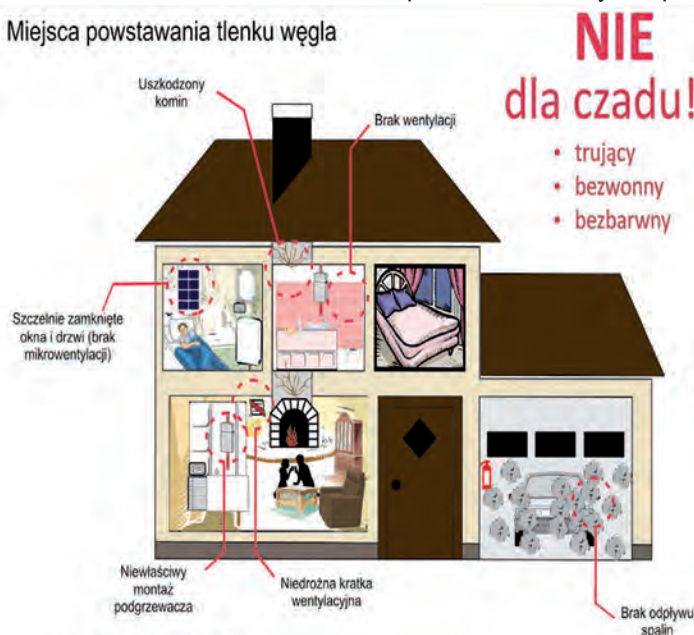 Miejsca powstawania tlenku węgla
NIE
dla czadu!
• trujący
• bezwonny
• bezbarwny
Uszkodzony
komin
Brak wentylacji
Szczelnie zamknięte
okna i drzwi (brak
mikrowentylacji)
Niewłaściwy
montaż
podgrzewacza
Niedrożna kratka
wentylacyjna
Brak odpływu
spalin